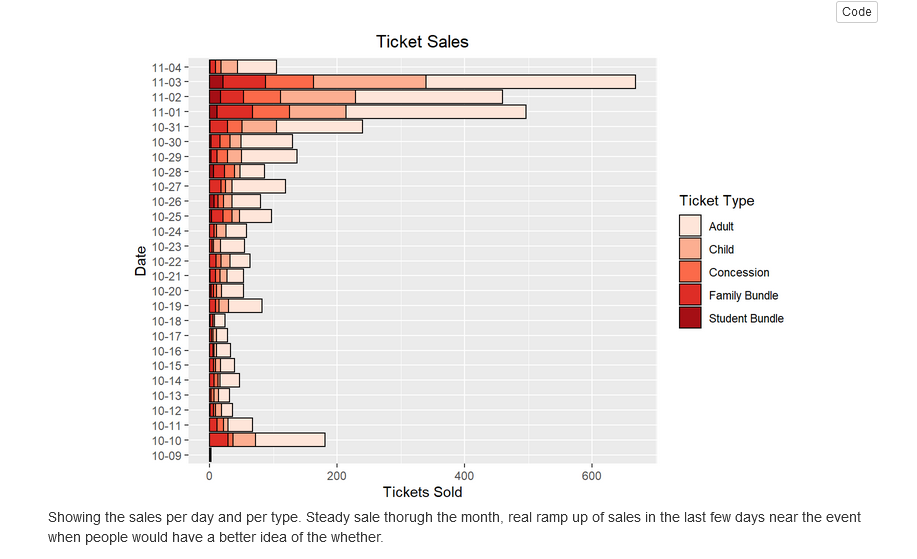 Code
Ticket Sales
11-04
11-03
11-02
11-01
10-31
10-30
10-29
10-28
10-27
10-26
10-25
10-24
10-23
10-22
10-21
10-20
10-19
10-18
10-17
10-16
10-15
10-14
10-13
10-12
10-11
10-10
10-09
Date
0 200 400 600
Tickets Sold
Ticket Type
Adult
Child
Concession
Family Bundle
Student Bundle
Showing the sales per day and per type. Steady sale thorugh the month, real ramp up of sales in the last few days near the event
when people would have a better idea of the whether.